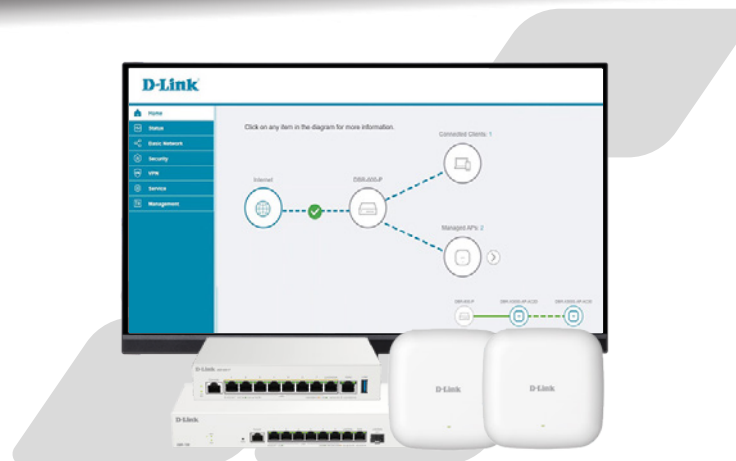 D-Link
Home
Status
Basic Network
Security
VPN
Service
Management
Click on any item in the diagram for more information.
Connected Clients: 1
Internet
DBR-600-P
Managed APs: 2
D-Link
D-Link
D-Link
D-Link